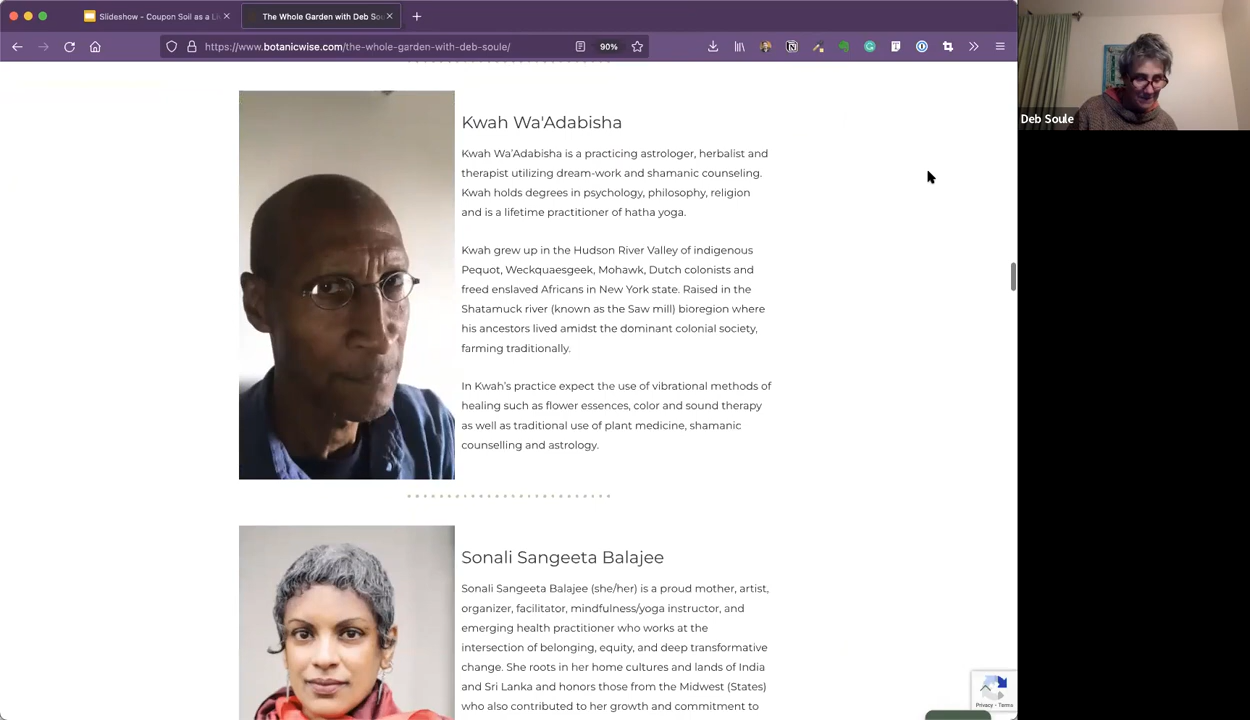 Slideshow - Coupon Soil as a Li
The Whole Garden with Deb Sou
https://www.botanicwise.com/the-whole-garden-with-deb-soule/
90%
Deb Soule
Kwah Wa'Adabisha
Kwah Wa'Adabisha is a practicing astrologer, herbalist and
therapist utilizing dream-work and shamanic counseling.
Kwah holds degrees in psychology, philosophy, religion
and is a lifetime practitioner of hatha yoga.
Kwah grew up in the Hudson River Valley of indigenous
Pequot, Weckquaesgeek, Mohawk, Dutch colonists and
freed enslaved Africans in New York state. Raised in the
Shatamuck river (known as the Saw mill) bioregion where
his ancestors lived amidst the dominant colonial society,
farming traditionally.
In Kwah's practice expect the use of vibrational methods of
healing such as flower essences, color and sound therapy
as well as traditional use of plant medicine, shamanic
counselling and astrology.
Sonali Sangeeta Balajee
Sonali Sangeeta Balajee (she/her) is a proud mother, artist,
organizer, facilitator, mindfulness/yoga instructor, and
emerging health practitioner who works at the
intersection of belonging, equity, and deep transformative
change. She roots in her home cultures and lands of India
and Sri Lanka and honors those from the Midwest (States)
who also contributed to her growth and commitment to
Privacy - Terms